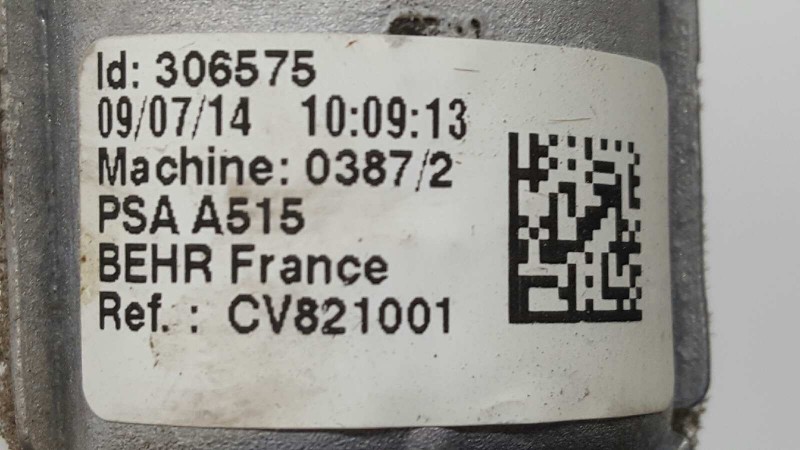 Id: 306575
09/07/14 10:09:13
Machine: 0387/2
PSA A515
BEHR France
Ref. : CV821001